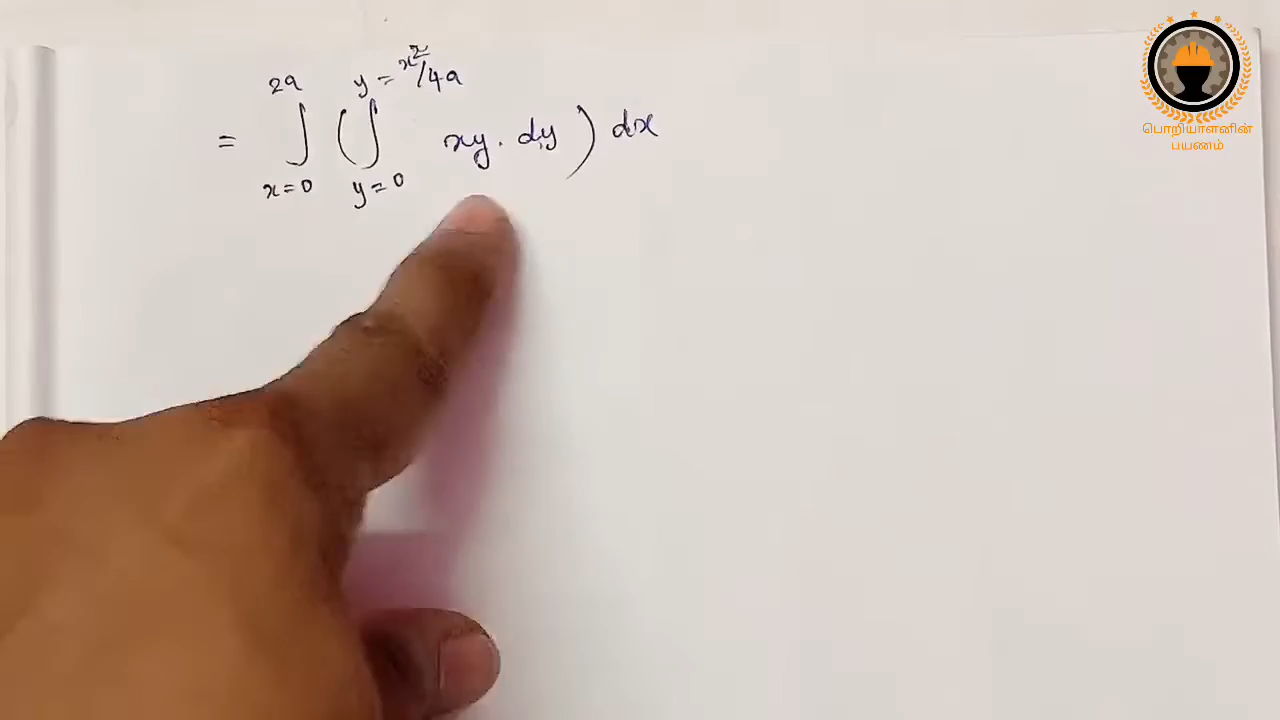 2a y = x²/4a
= ∫ ( ∫ xy. dy ) dx
x=0 y=0
பொறியாளனின்
பயணம்